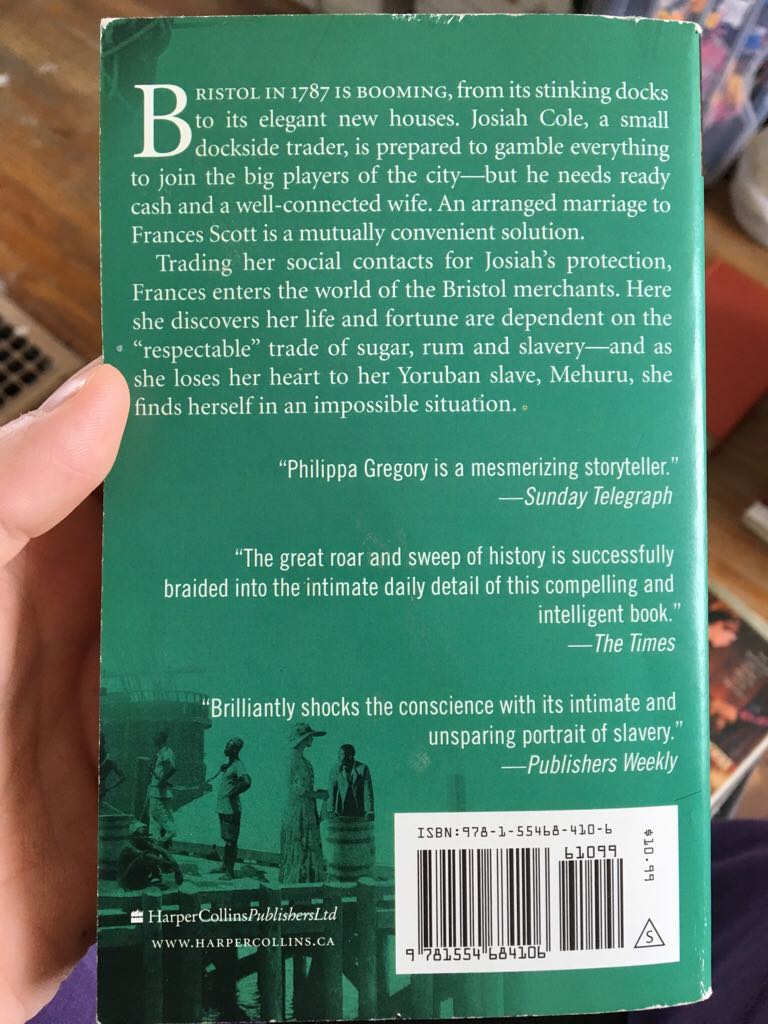 BRISTOL IN 1787 IS BOOMING, from its stinking docks
to its elegant new houses. Josiah Cole, a small
dockside trader, is prepared to gamble everything
to join the big players of the city—but he needs ready
cash and a well-connected wife. An arranged marriage to
Frances Scott is a mutually convenient solution.
Trading her social contacts for Josiah's protection,
Frances enters the world of the Bristol merchants. Here
she discovers her life and fortune are dependent on the
"respectable" trade of sugar, rum and slavery—and as
she loses her heart to her Yoruban slave, Mehuru, she
finds herself in an impossible situation.
"Philippa Gregory is a mesmerizing storyteller."
—Sunday Telegraph
"The great roar and sweep of history is successfully
braided into the intimate daily detail of this compelling and
intelligent book."
—The Times
"Brilliantly shocks the conscience with its intimate and
unsparing portrait of slavery."
—Publishers Weekly
ISBN:978-1-55468-410-6
61099
$10.99
9 781554 684106
S
HarperCollinsPublishersLtd
WWW.HARPERCOLLINS.CA